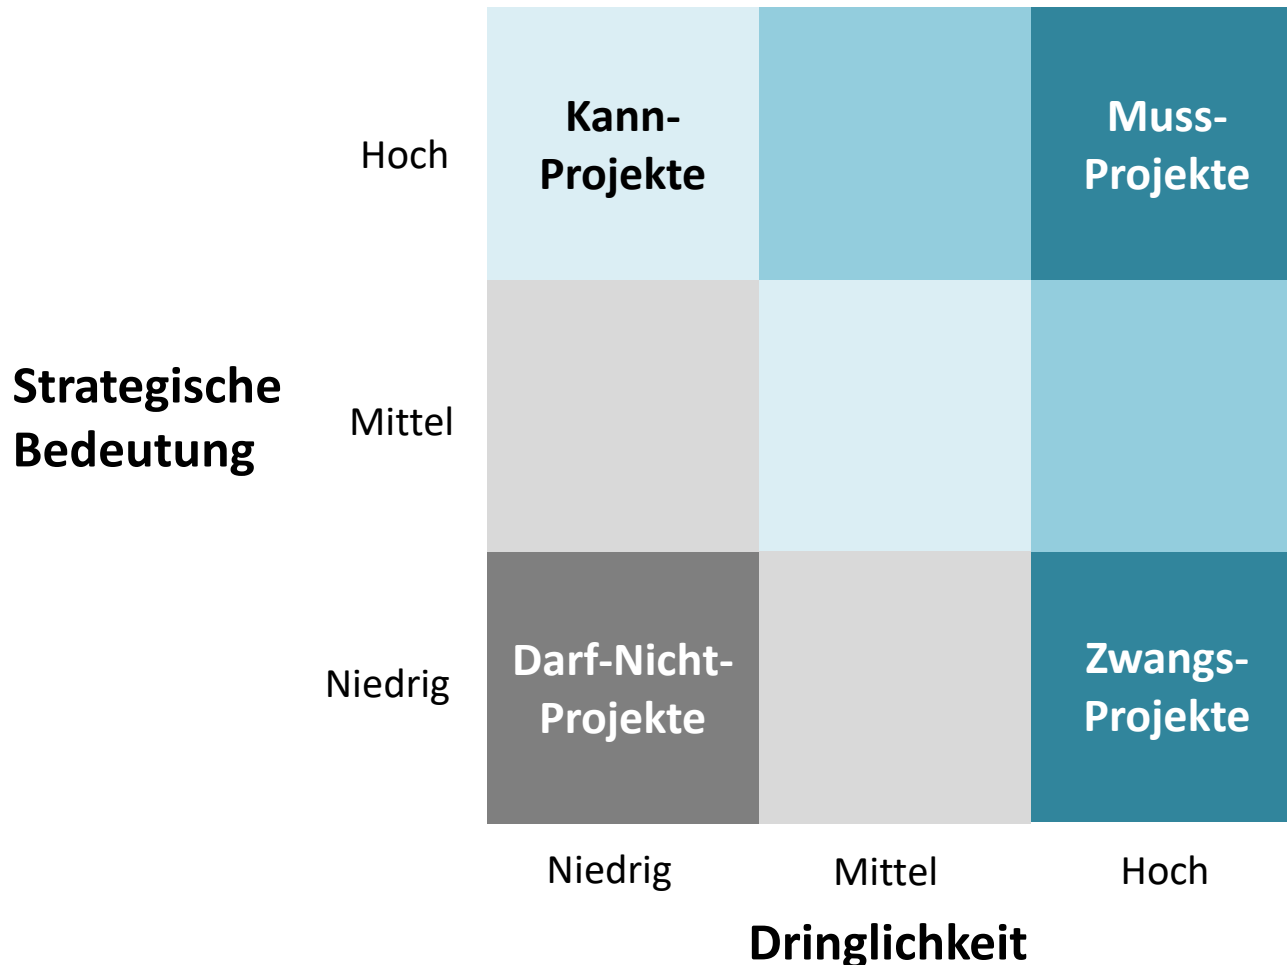 Hoch
Kann-
Projekte
Muss-
Projekte
Strategische
Bedeutung
Mittel
Niedrig
Darf-Nicht-
Projekte
Zwangs-
Projekte
Niedrig
Mittel
Hoch
Dringlichkeit